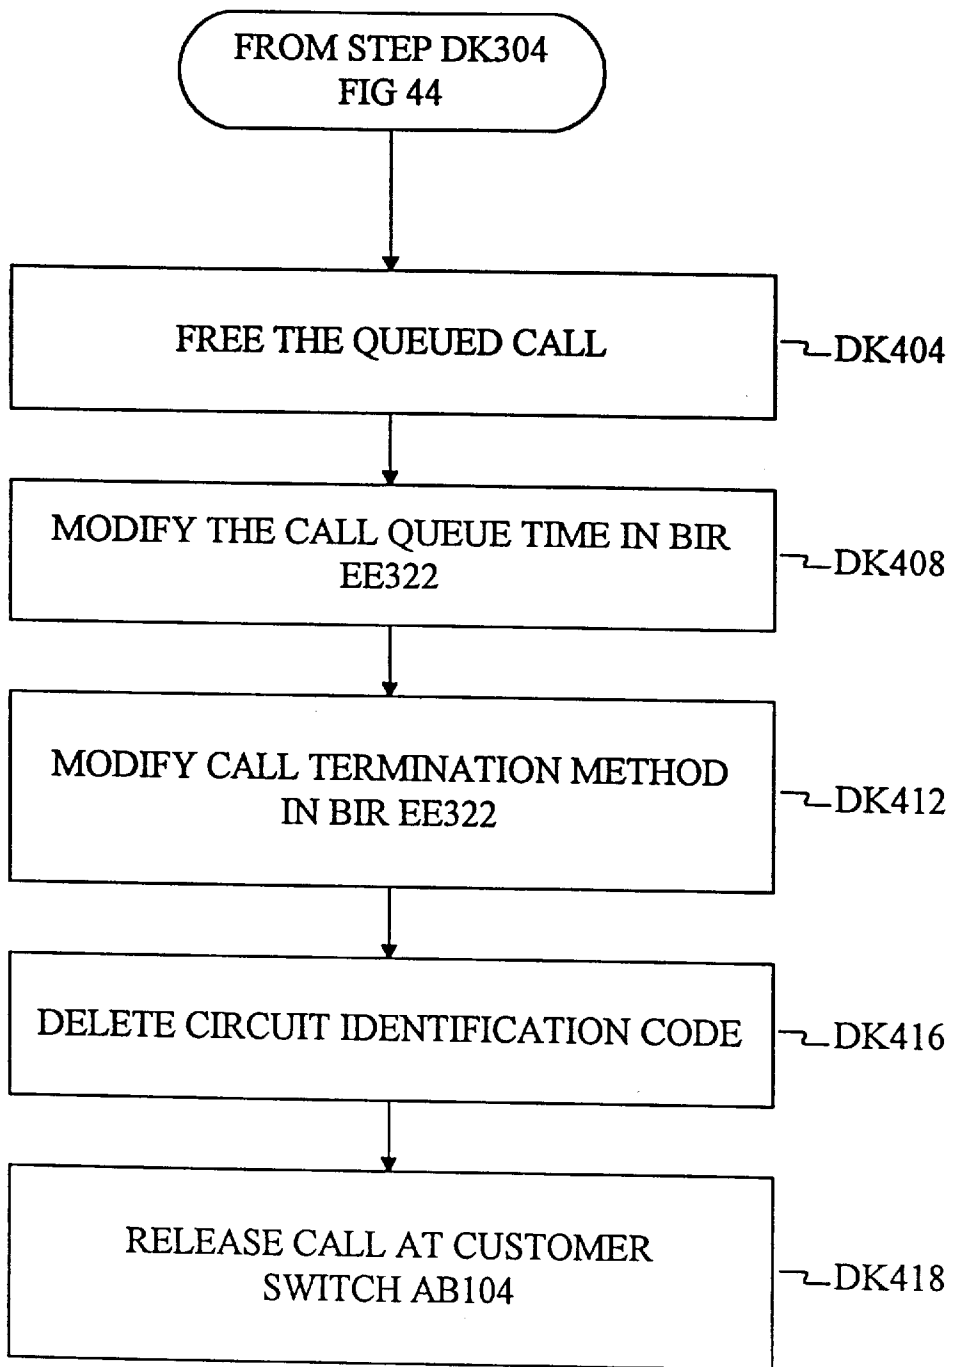 FROM STEP DK304
FIG 44
FREE THE QUEUED CALL
DK404
MODIFY THE CALL QUEUE TIME IN BIR
EE322
DK408
MODIFY CALL TERMINATION METHOD
IN BIR EE322
DK412
DELETE CIRCUIT IDENTIFICATION CODE
DK416
RELEASE CALL AT CUSTOMER
SWITCH AB104
DK418